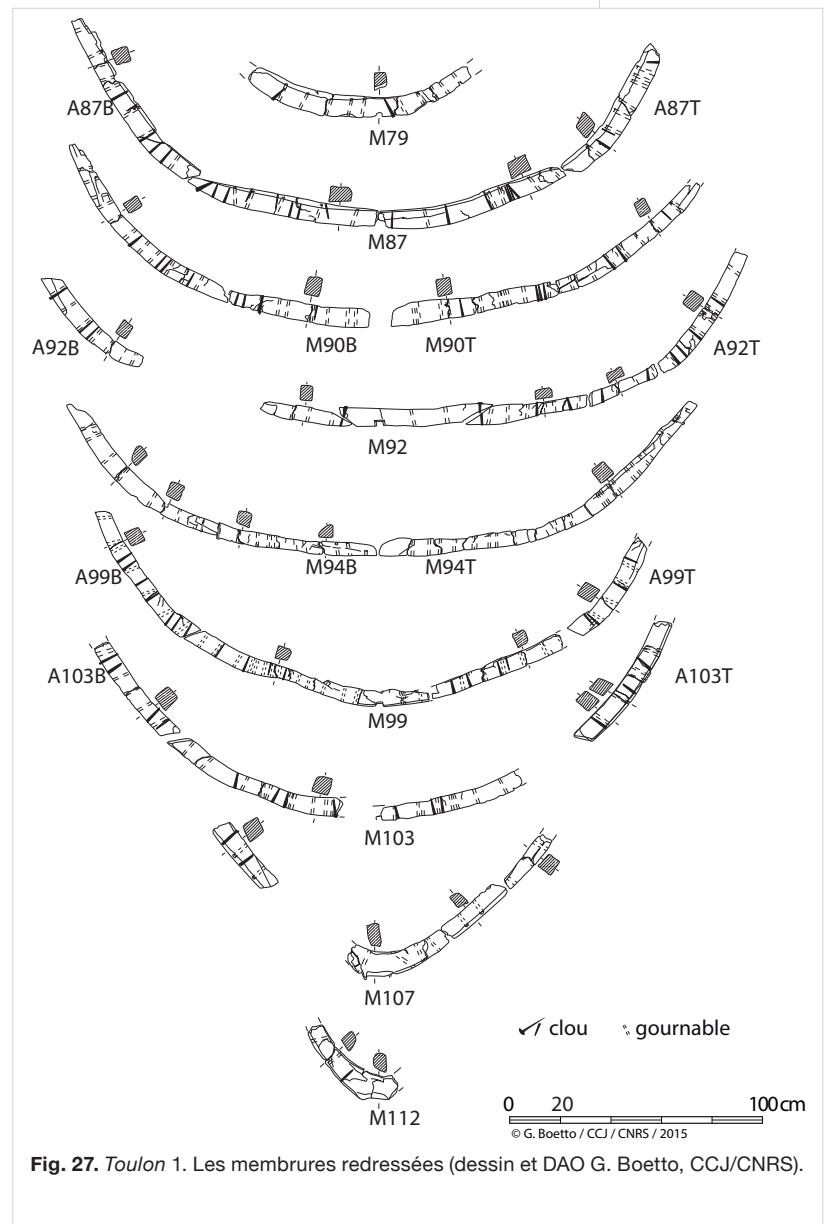 A87B
M79
A87T
M87
A92B
M90B
M90T
A92T
M92
M94B
M94T
A99B
A99T
A103B
M99
A103T
M103
M107
clou
gournable
M112
0 20 100 cm
© G. Boetto / CCJ / CNRS / 2015
Fig. 27. Toulon 1. Les membrures redressées (dessin et DAO G. Boetto, CCJ/CNRS).